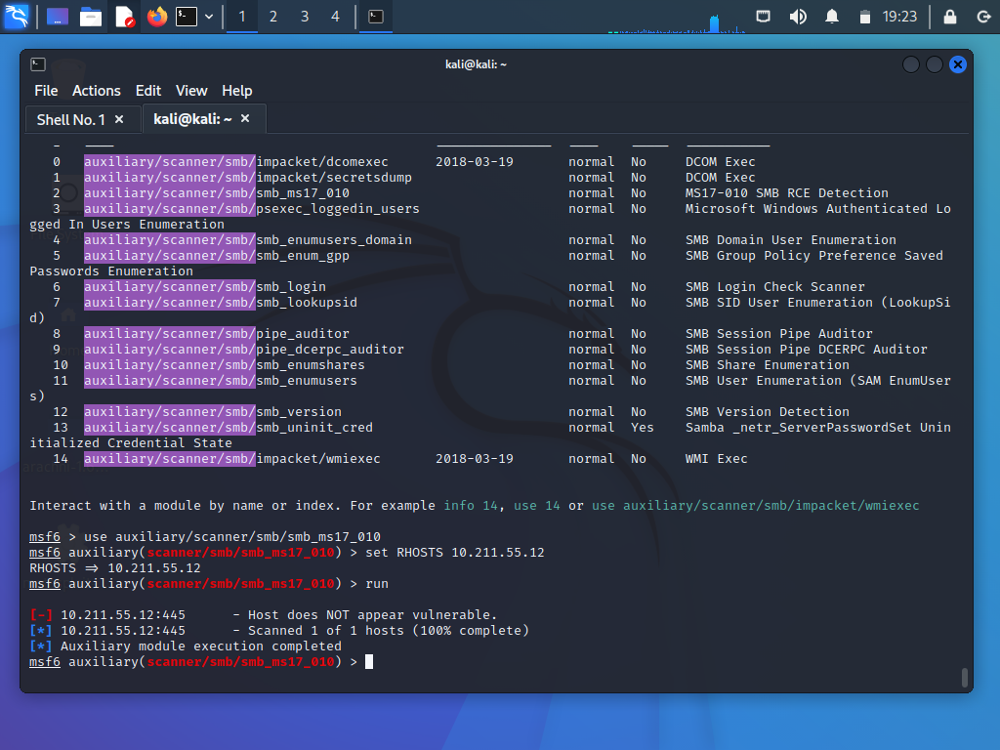 1 2 3 4 19:23
kali@kali: ~
File Actions Edit View Help
Shell No. 1 × kali@kali: ~ ×
0 auxiliary/scanner/smb/impacket/dcomexec 2018-03-19 normal No DCOM Exec
1 auxiliary/scanner/smb/impacket/secretsdump normal No DCOM Exec
2 auxiliary/scanner/smb/smb_ms17_010 normal No MS17-010 SMB RCE Detection
3 auxiliary/scanner/smb/psexec_loggedin_users normal No Microsoft Windows Authenticated Lo
gged In Users Enumeration
4 auxiliary/scanner/smb/smb_enumusers_domain normal No SMB Domain User Enumeration
5 auxiliary/scanner/smb/smb_enum_gpp normal No SMB Group Policy Preference Saved
Passwords Enumeration
6 auxiliary/scanner/smb/smb_login normal No SMB Login Check Scanner
7 auxiliary/scanner/smb/smb_lookupsid normal No SMB SID User Enumeration (LookupSi
d)
8 auxiliary/scanner/smb/pipe_auditor normal No SMB Session Pipe Auditor
9 auxiliary/scanner/smb/pipe_dcerpc_auditor normal No SMB Session Pipe DCERPC Auditor
10 auxiliary/scanner/smb/smb_enumshares normal No SMB Share Enumeration
11 auxiliary/scanner/smb/smb_enumusers normal No SMB User Enumeration (SAM EnumUser
s)
12 auxiliary/scanner/smb/smb_version normal No SMB Version Detection
13 auxiliary/scanner/smb/smb_uninit_cred normal Yes Samba _netr_ServerPasswordSet Unin
itialized Credential State
14 auxiliary/scanner/smb/impacket/wmiexec 2018-03-19 normal No WMI Exec
Interact with a module by name or index. For example info 14, use 14 or use auxiliary/scanner/smb/impacket/wmiexec
msf6 > use auxiliary/scanner/smb/smb_ms17_010
msf6 auxiliary(scanner/smb/smb_ms17_010) > set RHOSTS 10.211.55.12
RHOSTS => 10.211.55.12
msf6 auxiliary(scanner/smb/smb_ms17_010) > run
[-] 10.211.55.12:445 - Host does NOT appear vulnerable.
[*] 10.211.55.12:445 - Scanned 1 of 1 hosts (100% complete)
[*] Auxiliary module execution completed
msf6 auxiliary(scanner/smb/smb_ms17_010) >